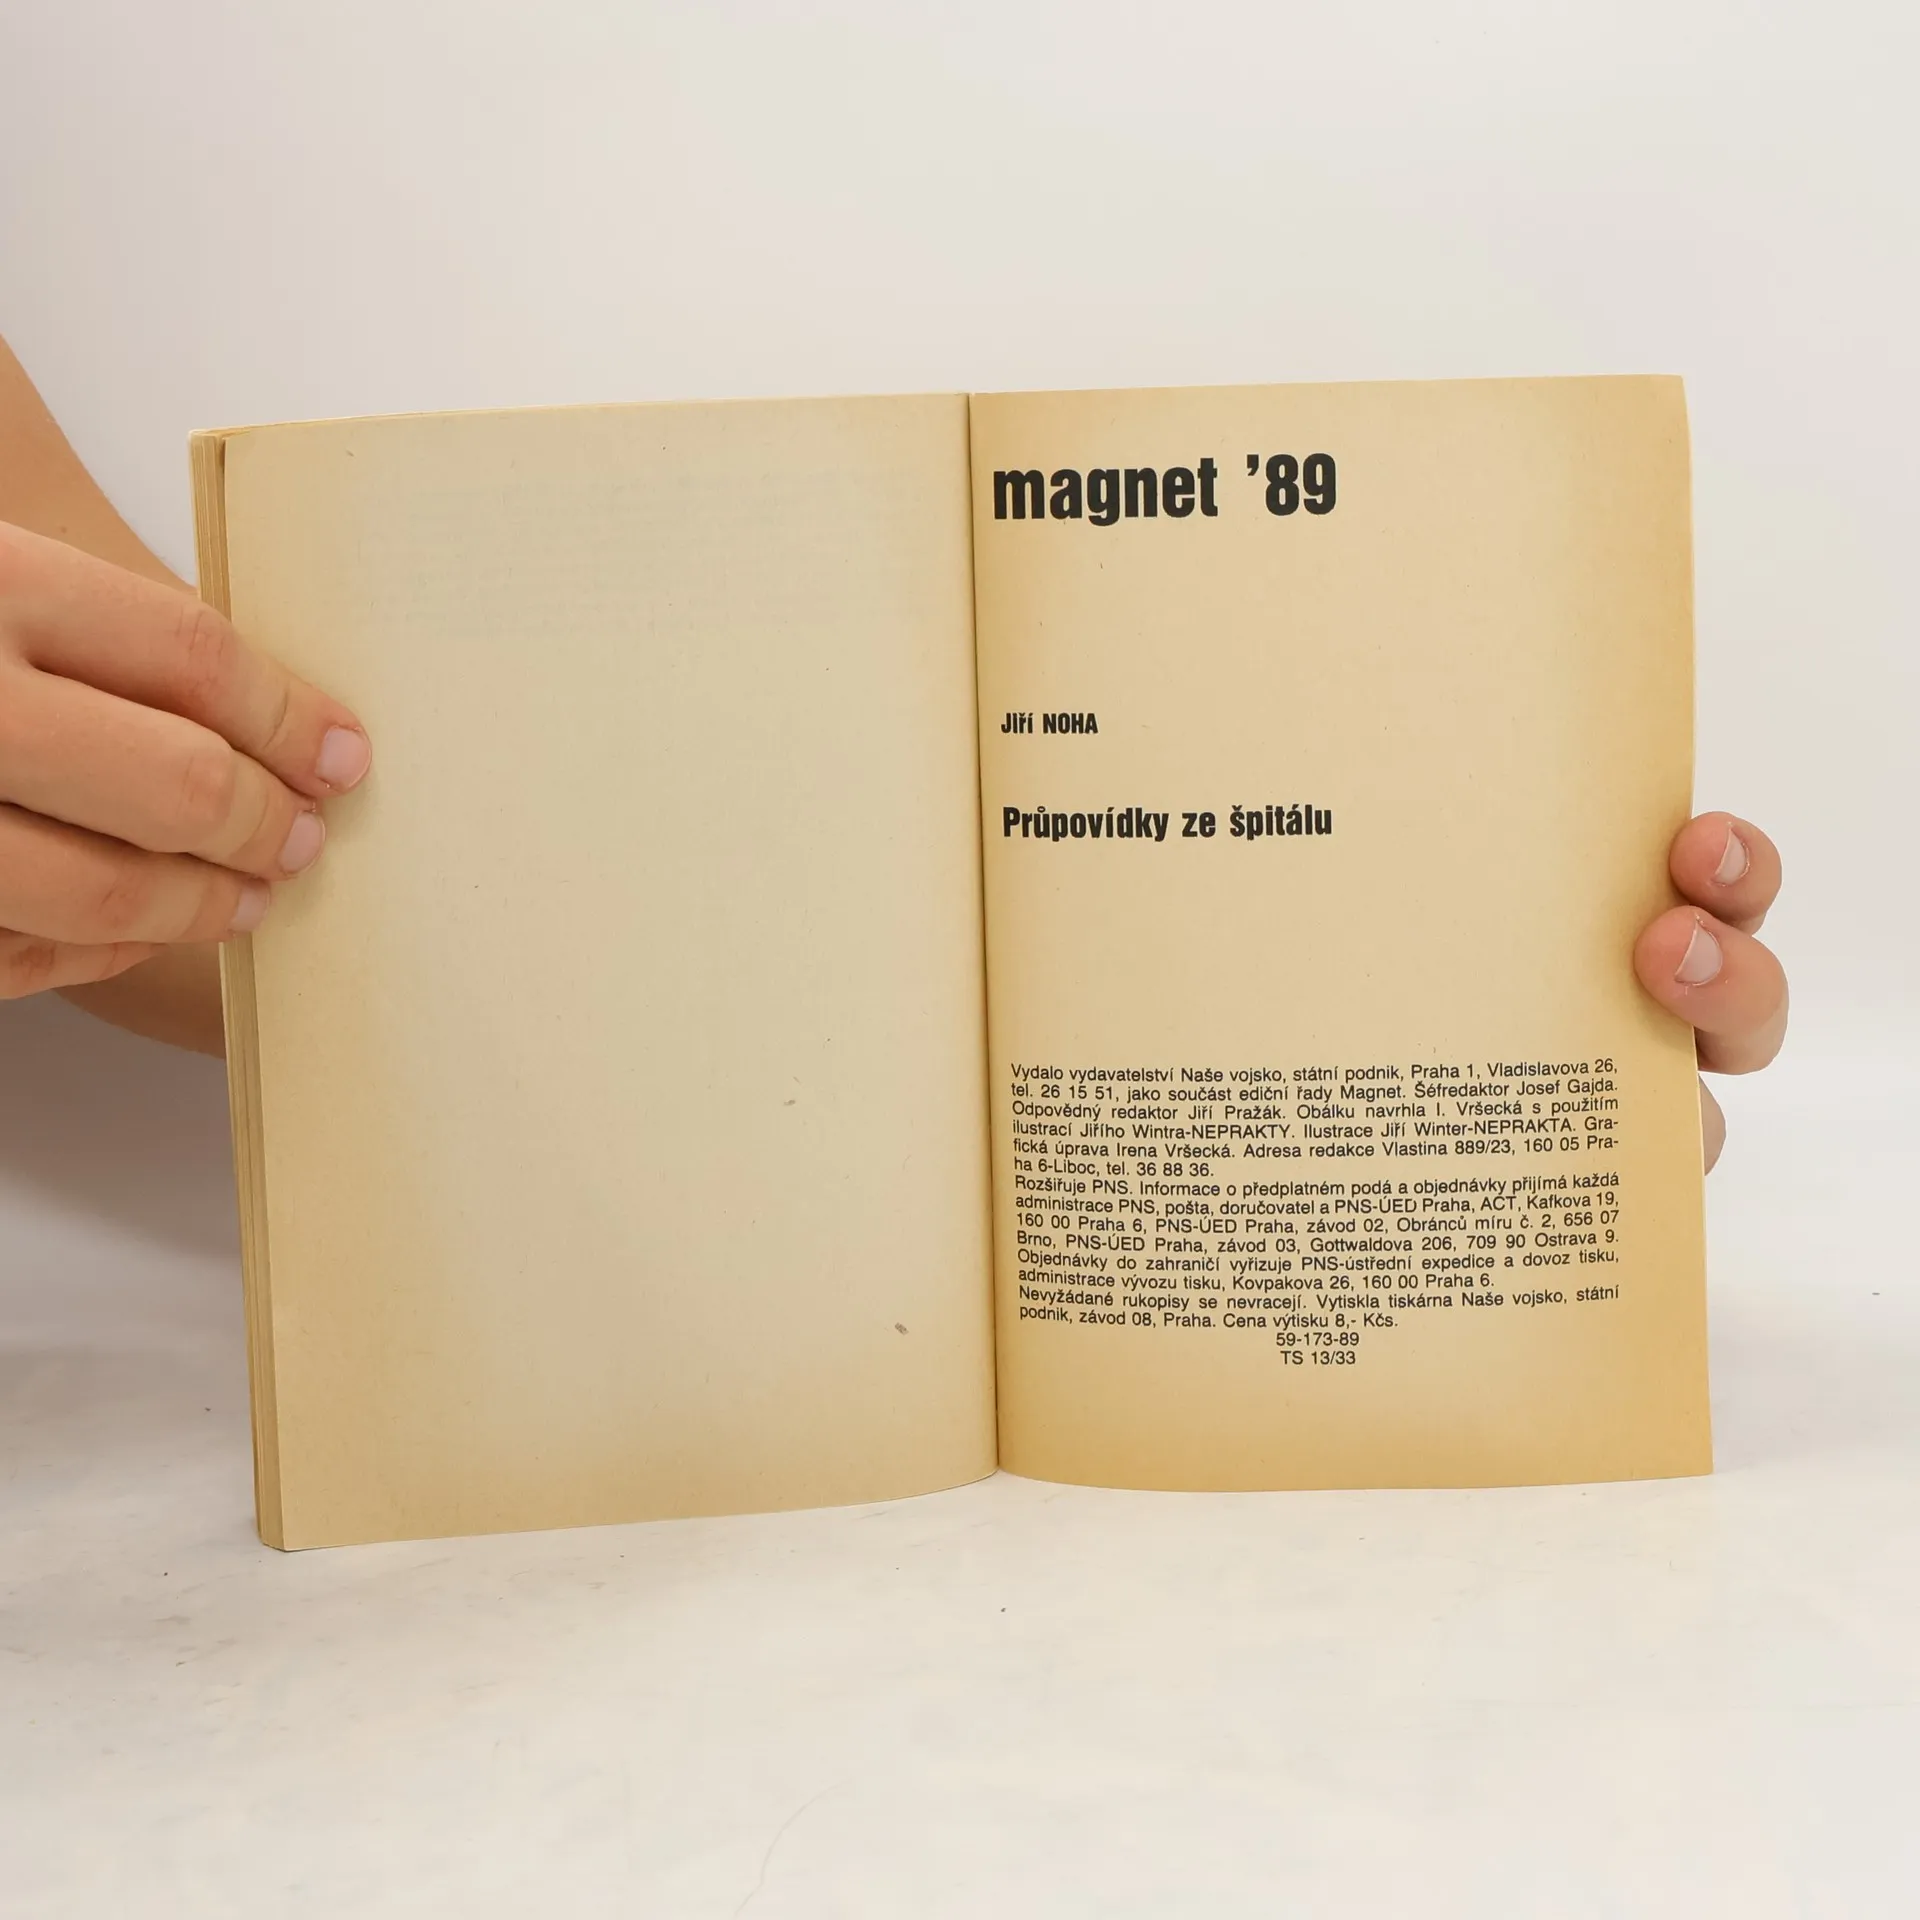 magnet ’89
Jiří NOHA
Průpovídky ze špitálu
Vydalo vydavatelství Naše vojsko, státní podnik, Praha 1, Vladislavova 26,
tel. 26 15 51, jako součást ediční řady Magnet. Šéfredaktor Josef Gajda.
Odpovědný redaktor Jiří Pražák. Obálku navrhla I. Vršecká s použitím
ilustrací Jiřího Wintra-NEPRAKTY. Ilustrace Jiří Winter-NEPRAKTA. Gra-
fická úprava Irena Vršecká. Adresa redakce Vlastina 889/23, 160 05 Pra-
ha 6-Liboc, tel. 36 88 36.
Rozšiřuje PNS. Informace o předplatném podá a objednávky přijímá každá
administrace PNS, pošta, doručovatel a PNS-ÚED Praha, ACT, Kafkova 19,
160 00 Praha 6, PNS-ÚED Praha, závod 02, Obránců míru č. 2, 656 07
Brno, PNS-ÚED Praha, závod 03, Gottwaldova 206, 709 90 Ostrava 9.
Objednávky do zahraničí vyřizuje PNS-ústřední expedice a dovoz tisku,
administrace vývozu tisku, Kovpakova 26, 160 00 Praha 6.
Nevyžádané rukopisy se nevracejí. Vytiskla tiskárna Naše vojsko, státní
podnik, závod 08, Praha. Cena výtisku 8,- Kčs.
59-173-89
TS 13/33